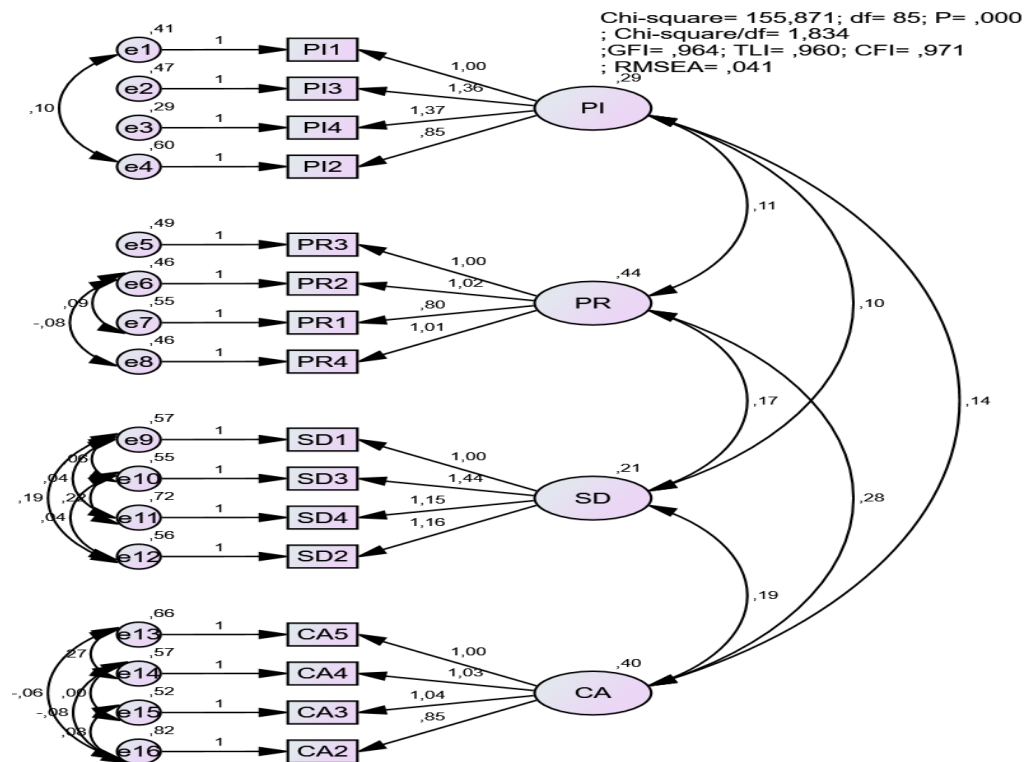 Chi-square= 155,871; df= 85; P= ,000
; Chi-square/df= 1,834
;GFI= ,964; TLI= ,960; CFI= ,971
; RMSEA= ,041
,41
e1 1 PI1
,47
e2 1 PI3
,29
e3 1 PI4
,60
e4 1 PI2
,10
1,00
1,36
1,37
,85
,29
PI
,49
e5 1 PR3
,46
e6 1 PR2
,55
e7 1 PR1
,46
e8 1 PR4
,09
-,08
1,00
1,02
,80
1,01
,44
PR
,57
e9 1 SD1
,55
e10 1 SD3
,72
e11 1 SD4
,56
e12 1 SD2
,06
,04
,19
,04
1,00
1,44
1,15
1,16
,21
SD
,66
e13 1 CA5
,57
e14 1 CA4
,52
e15 1 CA3
,82
e16 1 CA2
,27
-,06
,00
-,08
,08
1,00
1,03
1,04
,85
,40
CA
,11
,10
,14
,17
,28
,19